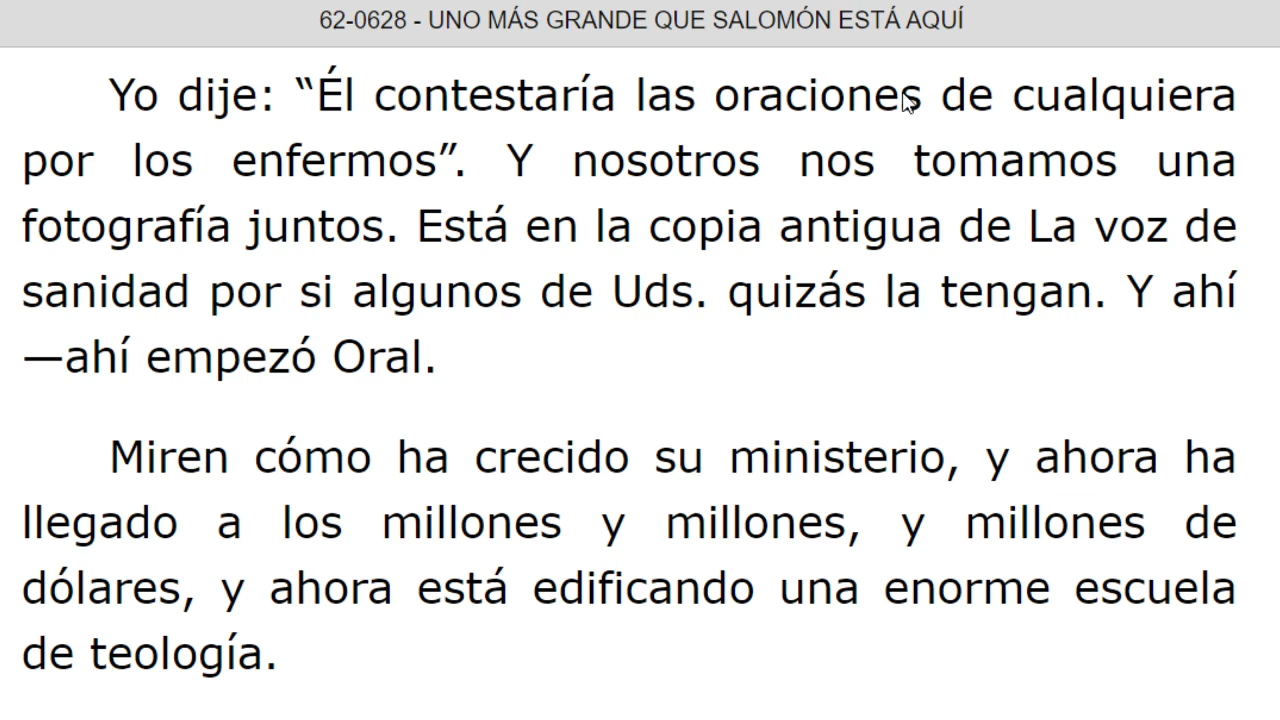 62-0628 - UNO MÁS GRANDE QUE SALOMÓN ESTÁ AQUÍ
Yo dije: “Él contestaría las oraciones de cualquiera
por los enfermos”. Y nosotros nos tomamos una
fotografía juntos. Está en la copia antigua de La voz de
sanidad por si algunos de Uds. quizás la tengan. Y ahí
—ahí empezó Oral.
Miren cómo ha crecido su ministerio, y ahora ha
llegado a los millones y millones, y millones de
dólares, y ahora está edificando una enorme escuela
de teología.